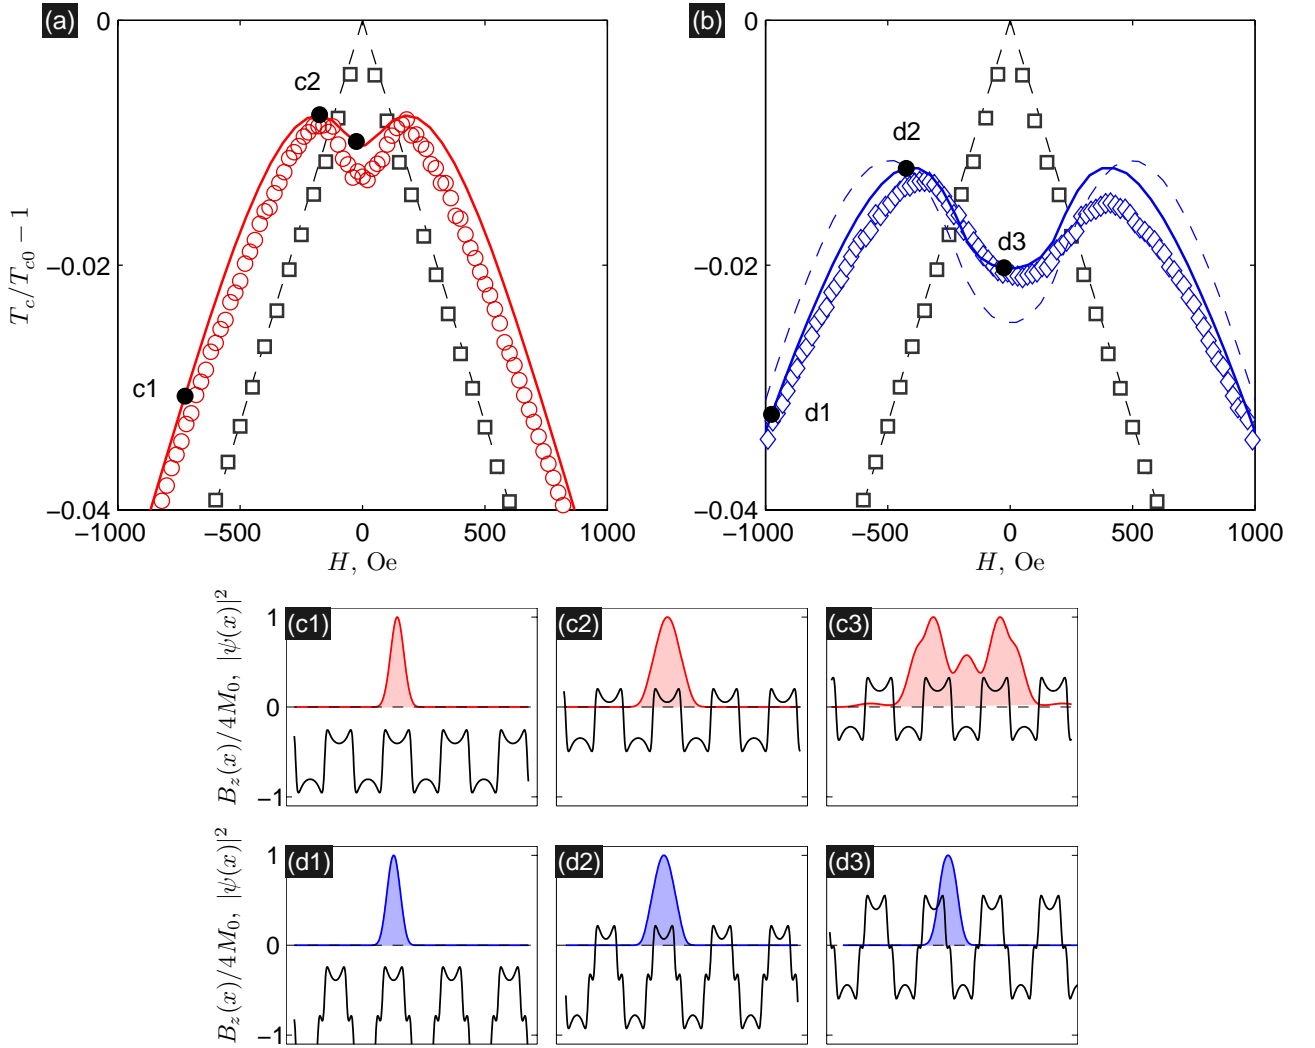 (a)
0
−0.02
−0.04
T_c/T_{c0} − 1
c2
c1
−1000
−500
0
500
1000
H, Oe
(b)
0
−0.02
−0.04
d2
d3
d1
−1000
−500
0
500
1000
H, Oe
B_z(x)/4M_0, |ψ(x)|^2
1
0
−1
(c1)
(c2)
(c3)
B_z(x)/4M_0, |ψ(x)|^2
1
0
−1
(d1)
(d2)
(d3)